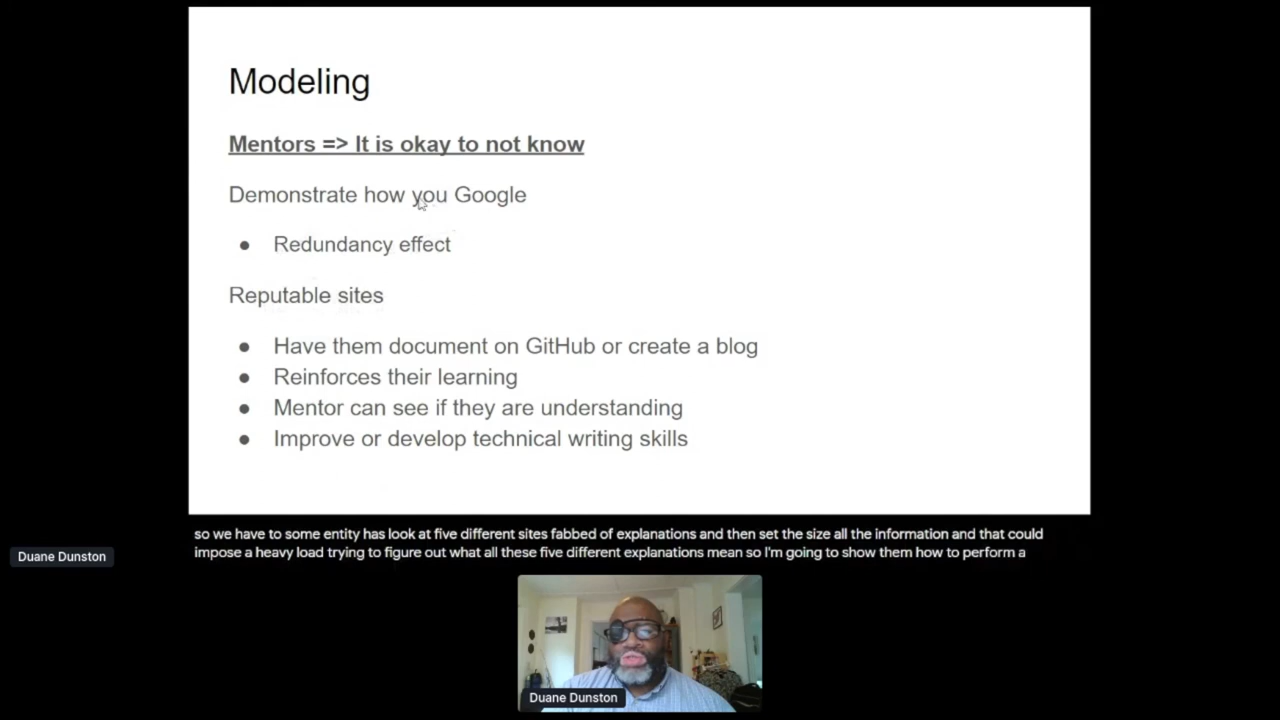 Modeling
Mentors => It is okay to not know
Demonstrate how you Google
● Redundancy effect
Reputable sites
● Have them document on GitHub or create a blog
● Reinforces their learning
● Mentor can see if they are understanding
● Improve or develop technical writing skills
so we have to some entity has look at five different sites fabbed of explanations and then set the size all the information and that could
impose a heavy load trying to figure out what all these five different explanations mean so I'm going to show them how to perform a
Duane Dunston
Duane Dunston